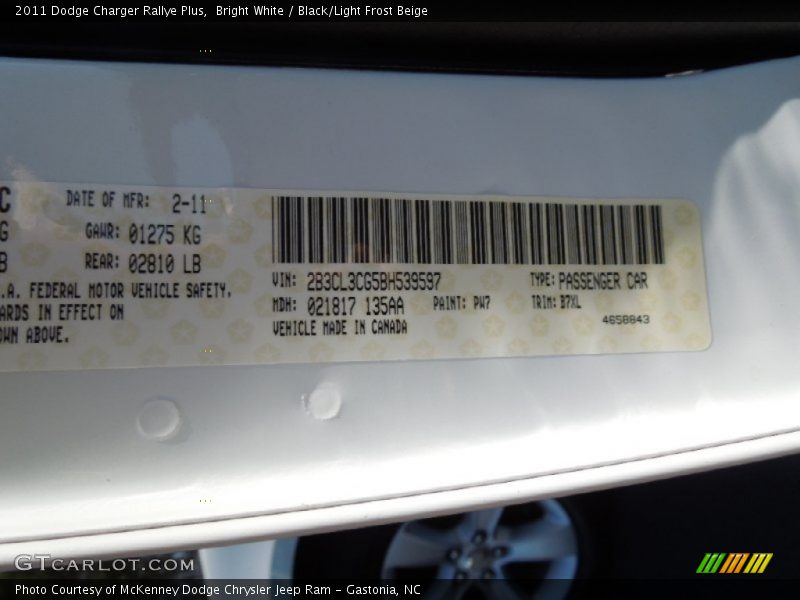 2011 Dodge Charger Rallye Plus, Bright White / Black/Light Frost Beige
C DATE OF MFR: 2-11
G GAWR: 01275 KG
B REAR: 02810 LB
.A. FEDERAL MOTOR VEHICLE SAFETY.
ARDS IN EFFECT ON
OWN ABOVE.
VIN: 2B3CL3CG5BH539597 TYPE: PASSENGER CAR
MDH: 021817 135AA PAINT: PW7 TRIM: B7XL
VEHICLE MADE IN CANADA 4658843
GTCARLOT.COM
Photo Courtesy of McKenney Dodge Chrysler Jeep Ram - Gastonia, NC